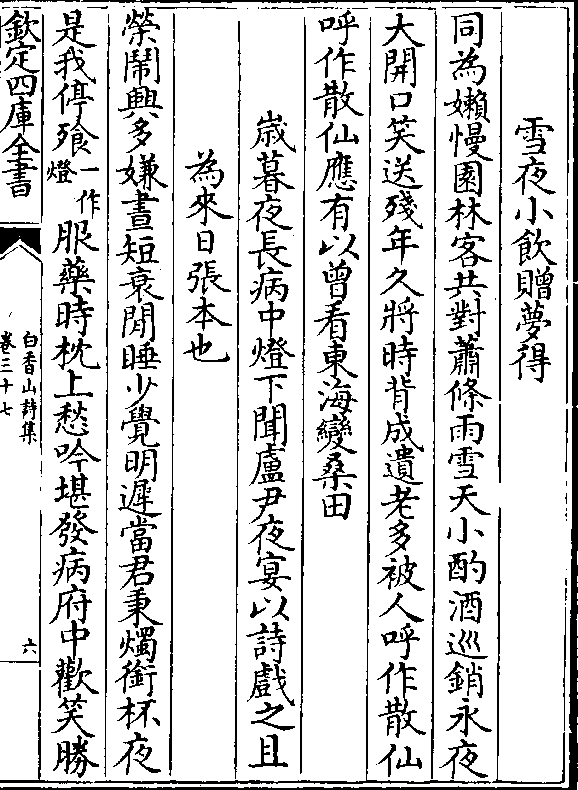 雪夜小飲贈夢得
同為嬾慢園林客共對蕭條雨雪天小酌酒巡銷永夜
大開口笑送殘年久將時背成遺老多被人呼作散仙
呼作散仙應有以曾看東海變桑田
歲暮夜長病中燈下聞盧尹夜宴以詩戲之且
為來日張本也
榮鬧興多嫌晝短衰閒睡少覺明遲當君秉燭銜杯夜
是我停飱一作燈服藥時枕上愁吟堪發病府中歡笑勝
欽定四庫全書
白香山詩集
卷三十七
六